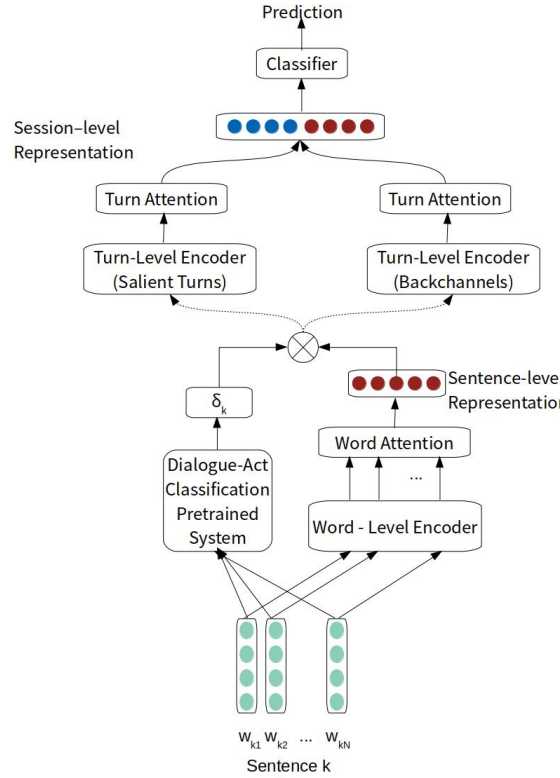 Prediction
Classifier
Session–level
Representation
Turn Attention
Turn Attention
Turn-Level Encoder
(Salient Turns)
Turn-Level Encoder
(Backchannels)
δk
Sentence-leve
Representation
Word Attention
...
Dialogue-Act
Classification
Pretrained
System
Word - Level Encoder
wk1 wk2 ... wkN
Sentence k